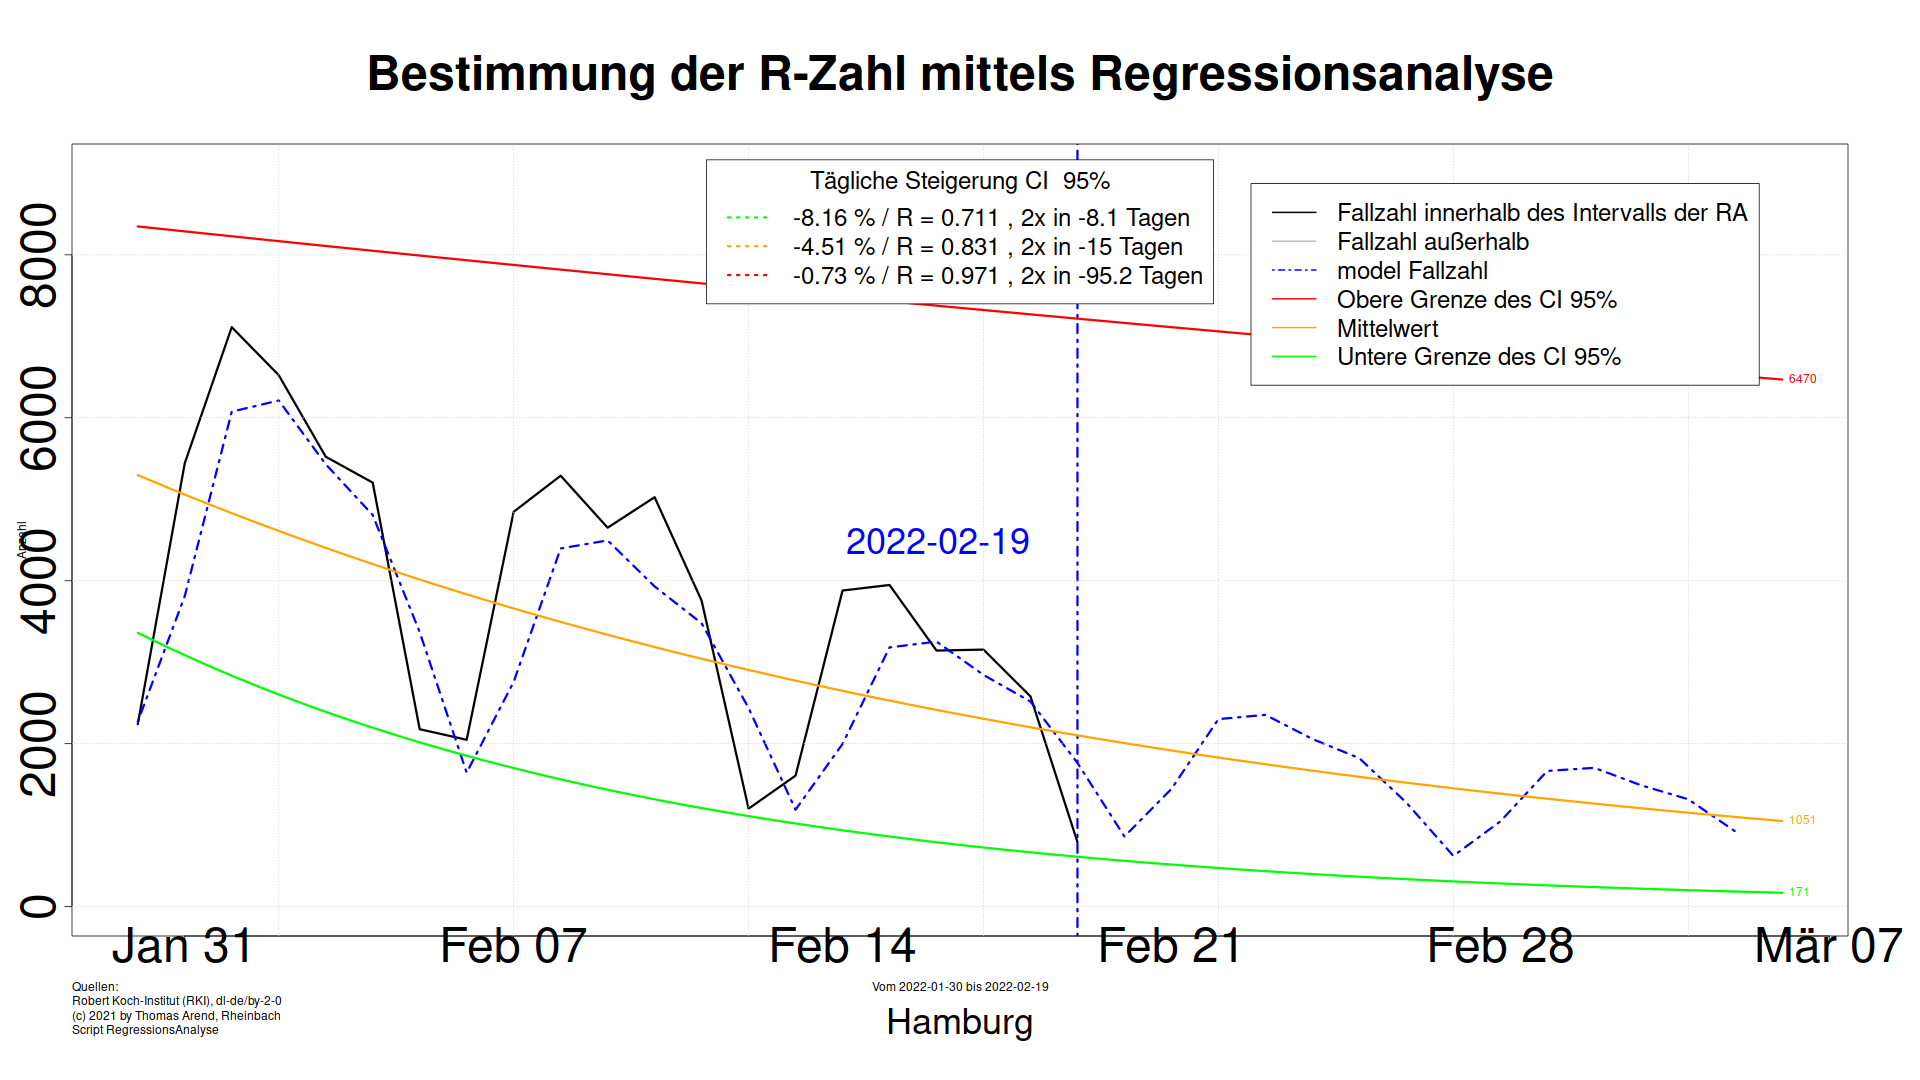 Bestimmung der R-Zahl mittels Regressionsanalyse
Tägliche Steigerung CI 95%
-8.16 % / R = 0.711 , 2x in -8.1 Tagen
-4.51 % / R = 0.831 , 2x in -15 Tagen
-0.73 % / R = 0.971 , 2x in -95.2 Tagen
Fallzahl innerhalb des Intervalls der RA
Fallzahl außerhalb
model Fallzahl
Obere Grenze des CI 95%
Mittelwert
Untere Grenze des CI 95%
8000
6000
4000
2000
0
Anzahl
2022-02-19
6470
1051
171
Jan 31
Feb 07
Feb 14
Feb 21
Feb 28
Mär 07
Quellen:
Robert Koch-Institut (RKI), dl-de/by-2-0
(c) 2021 by Thomas Arend, Rheinbach
Script RegressionsAnalyse
Vom 2022-01-30 bis 2022-02-19
Hamburg